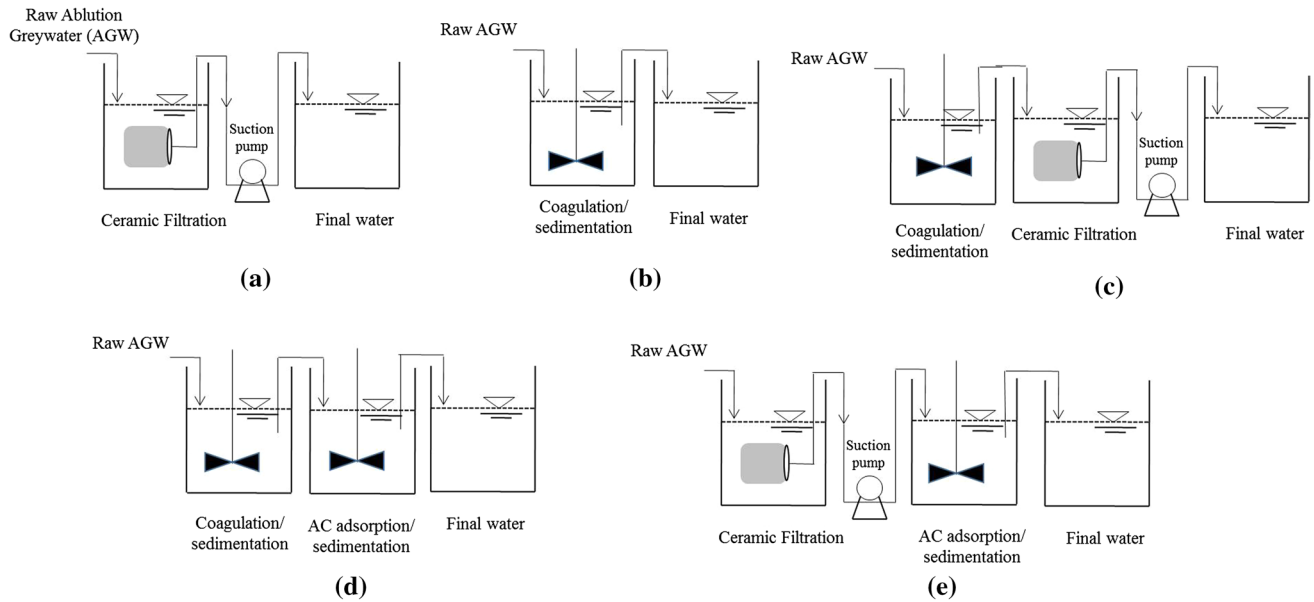 Raw Ablution
Greywater (AGW)
Suction
pump
Ceramic Filtration
Final water
(a)
Raw AGW
Coagulation/
sedimentation
Final water
(b)
Raw AGW
Suction
pump
Coagulation/
sedimentation
Ceramic Filtration
Final water
(c)
Raw AGW
Coagulation/
sedimentation
AC adsorption/
sedimentation
Final water
(d)
Raw AGW
Suction
pump
Ceramic Filtration
AC adsorption/
sedimentation
Final water
(e)